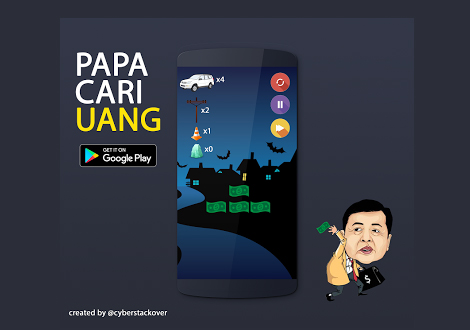 PAPA
CARI
UANG
GET IT ON
Google Play
x4
x2
x1
x0
created by @cyberstackover